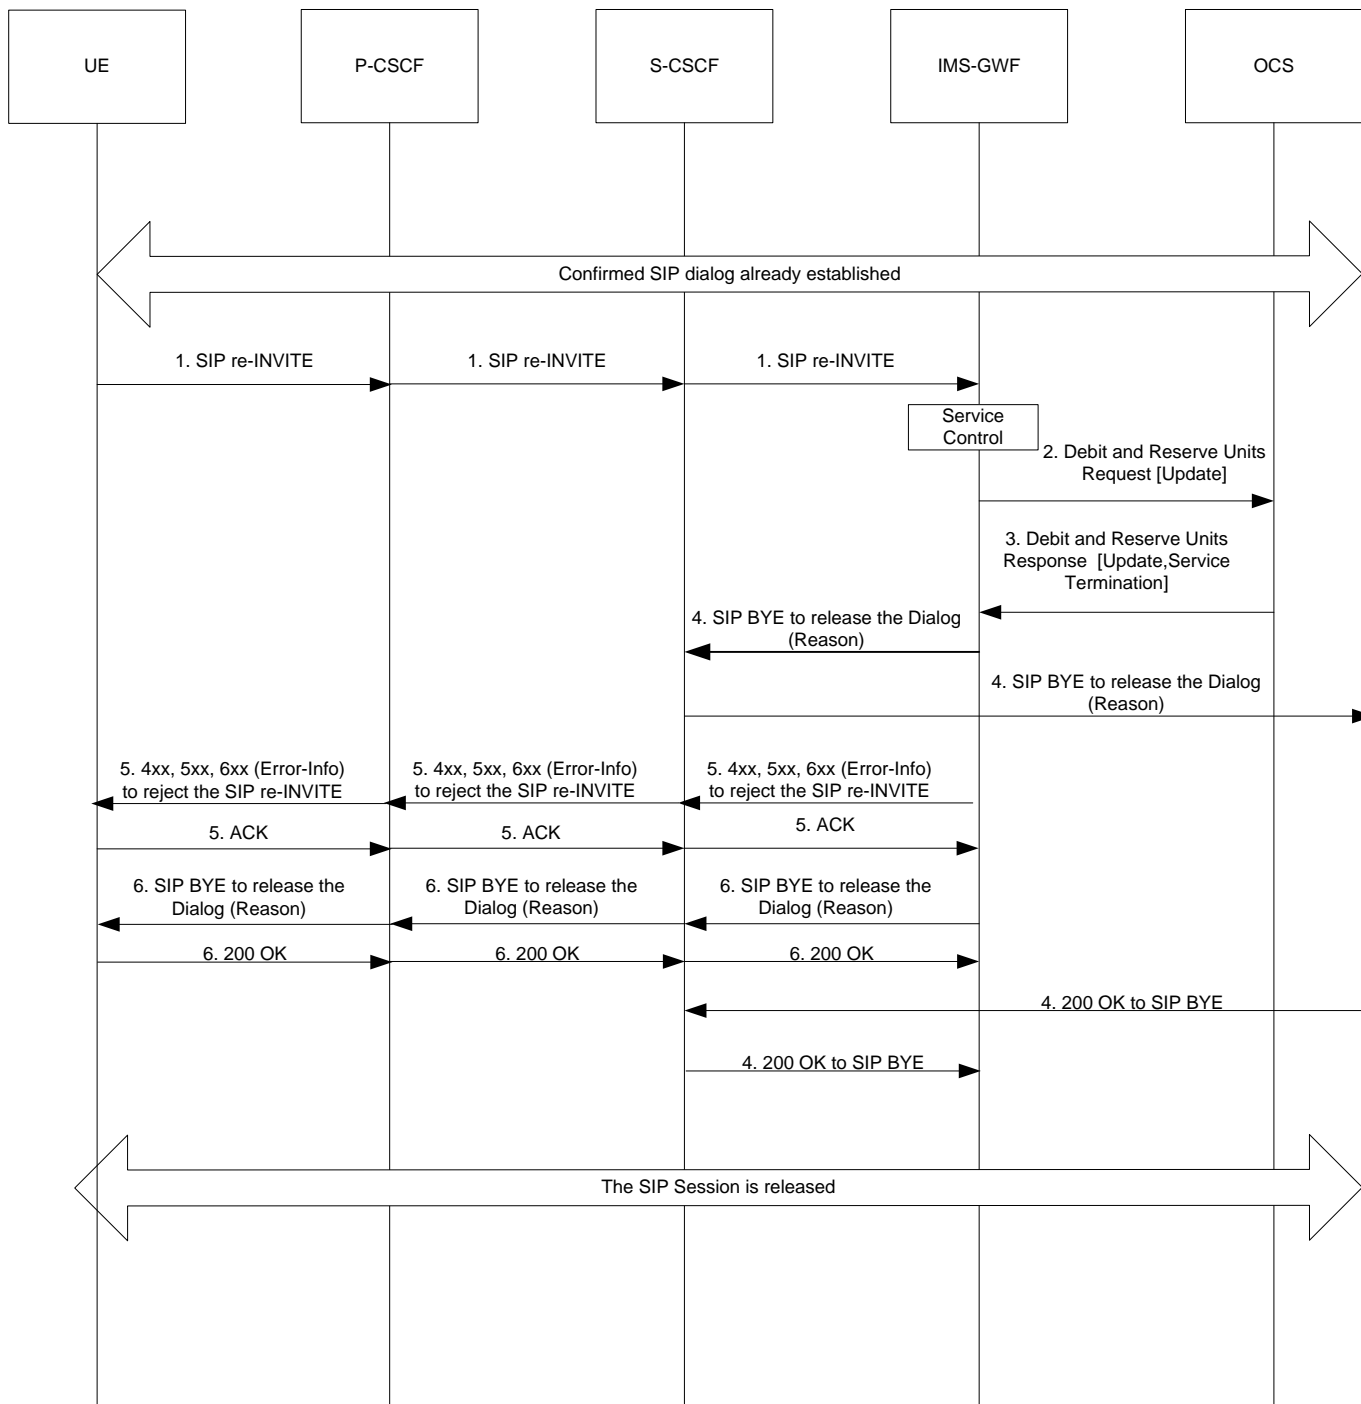 UE
P-CSCF
S-CSCF
IMS-GWF
OCS
Confirmed SIP dialog already established
1. SIP re-INVITE
1. SIP re-INVITE
1. SIP re-INVITE
Service
Control
2. Debit and Reserve Units
Request [Update]
3. Debit and Reserve Units
Response  [Update,Service
Termination]
4. SIP BYE to release the Dialog
(Reason)
4. SIP BYE to release the Dialog
(Reason)
5. 4xx, 5xx, 6xx (Error-Info)
to reject the SIP re-INVITE
5. 4xx, 5xx, 6xx (Error-Info)
to reject the SIP re-INVITE
5. 4xx, 5xx, 6xx (Error-Info)
to reject the SIP re-INVITE
5. ACK
5. ACK
5. ACK
6. SIP BYE to release the
Dialog (Reason)
6. SIP BYE to release the
Dialog (Reason)
6. SIP BYE to release the
Dialog (Reason)
6. 200 OK
6. 200 OK
6. 200 OK
4. 200 OK to SIP BYE
4. 200 OK to SIP BYE
The SIP Session is released